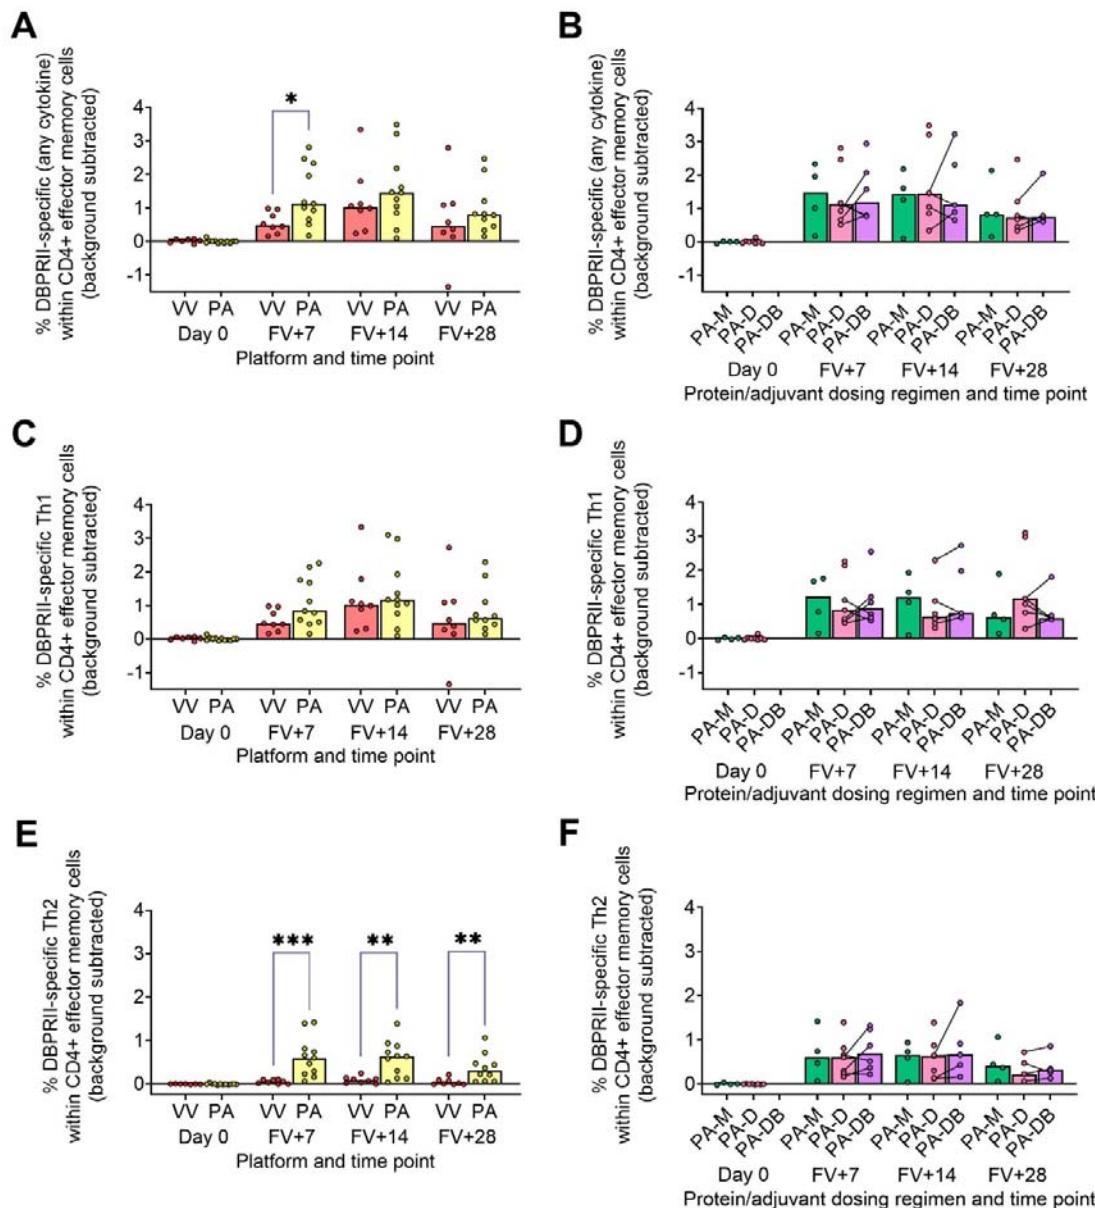 A
% DBPRII-specific (any cytokine)
within CD4+ effector memory cells
(background subtracted)
4
3
2
1
0
-1
*
VV PA VV PA VV PA VV PA
Day 0 FV+7 FV+14 FV+28
Platform and time point
B
% DBPRII-specific (any cytokine)
within CD4+ effector memory cells
(background subtracted)
4
3
2
1
0
-1
PA-M PA-D PA-DB PA-M PA-D PA-DB PA-M PA-D PA-DB PA-M PA-D PA-DB
Day 0 FV+7 FV+14 FV+28
Protein/adjuvant dosing regimen and time point
C
% DBPRII-specific Th1
within CD4+ effector memory cells
(background subtracted)
4
3
2
1
0
-1
VV PA VV PA VV PA VV PA
Day 0 FV+7 FV+14 FV+28
Platform and time point
D
% DBPRII-specific Th1
within CD4+ effector memory cells
(background subtracted)
4
3
2
1
0
-1
PA-M PA-D PA-DB PA-M PA-D PA-DB PA-M PA-D PA-DB PA-M PA-D PA-DB
Day 0 FV+7 FV+14 FV+28
Protein/adjuvant dosing regimen and time point
E
% DBPRII-specific Th2
within CD4+ effector memory cells
(background subtracted)
4
3
2
1
0
*** ** **
VV PA VV PA VV PA VV PA
Day 0 FV+7 FV+14 FV+28
Platform and time point
F
% DBPRII-specific Th2
within CD4+ effector memory cells
(background subtracted)
4
3
2
1
0
PA-M PA-D PA-DB PA-M PA-D PA-DB PA-M PA-D PA-DB PA-M PA-D PA-DB
Day 0 FV+7 FV+14 FV+28
Protein/adjuvant dosing regimen and time point